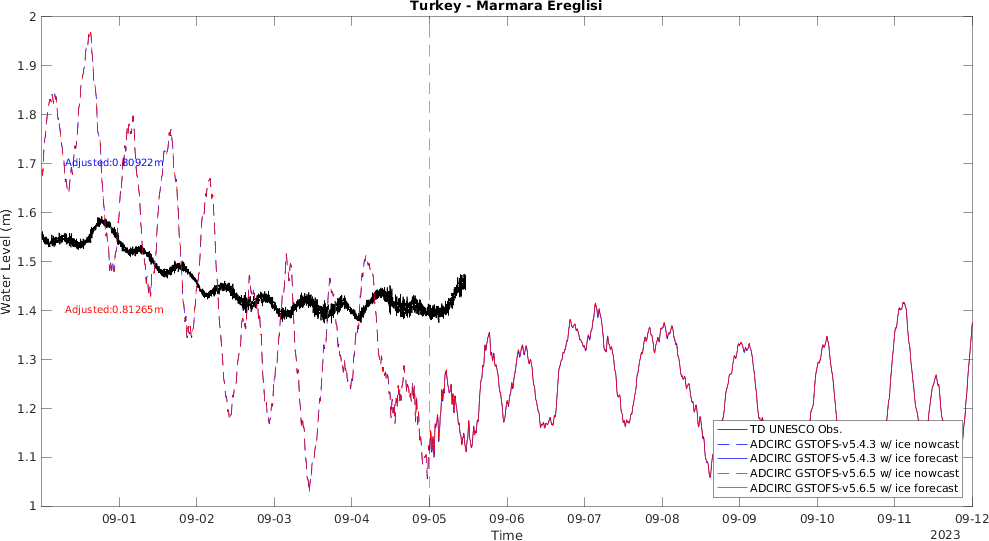 Turkey - Marmara Ereglisi
2
1.9
1.8
1.7
1.6
1.5
1.4
1.3
1.2
1.1
1
Water Level (m)
Adjusted:0.80922m
Adjusted:0.81265m
TD UNESCO Obs.
ADCIRC GSTOFS-v5.4.3 w/ ice nowcast
ADCIRC GSTOFS-v5.4.3 w/ ice forecast
ADCIRC GSTOFS-v5.6.5 w/ ice nowcast
ADCIRC GSTOFS-v5.6.5 w/ ice forecast
09-01 09-02 09-03 09-04 09-05 09-06 09-07 09-08 09-09 09-10 09-11 09-12
Time
2023